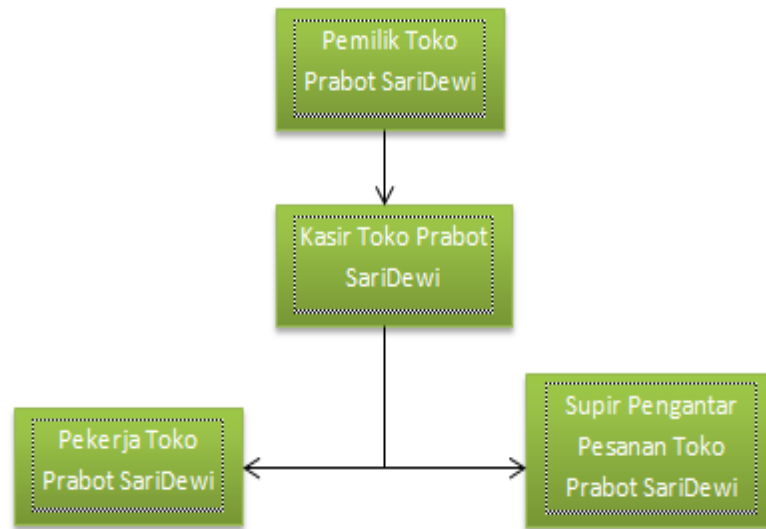 Pemilik Toko
Prabot SariDewi
Kasir Toko Prabot
SariDewi
Pekerja Toko
Prabot SariDewi
Supir Pengantar
Pesanan Toko
Prabot SariDewi